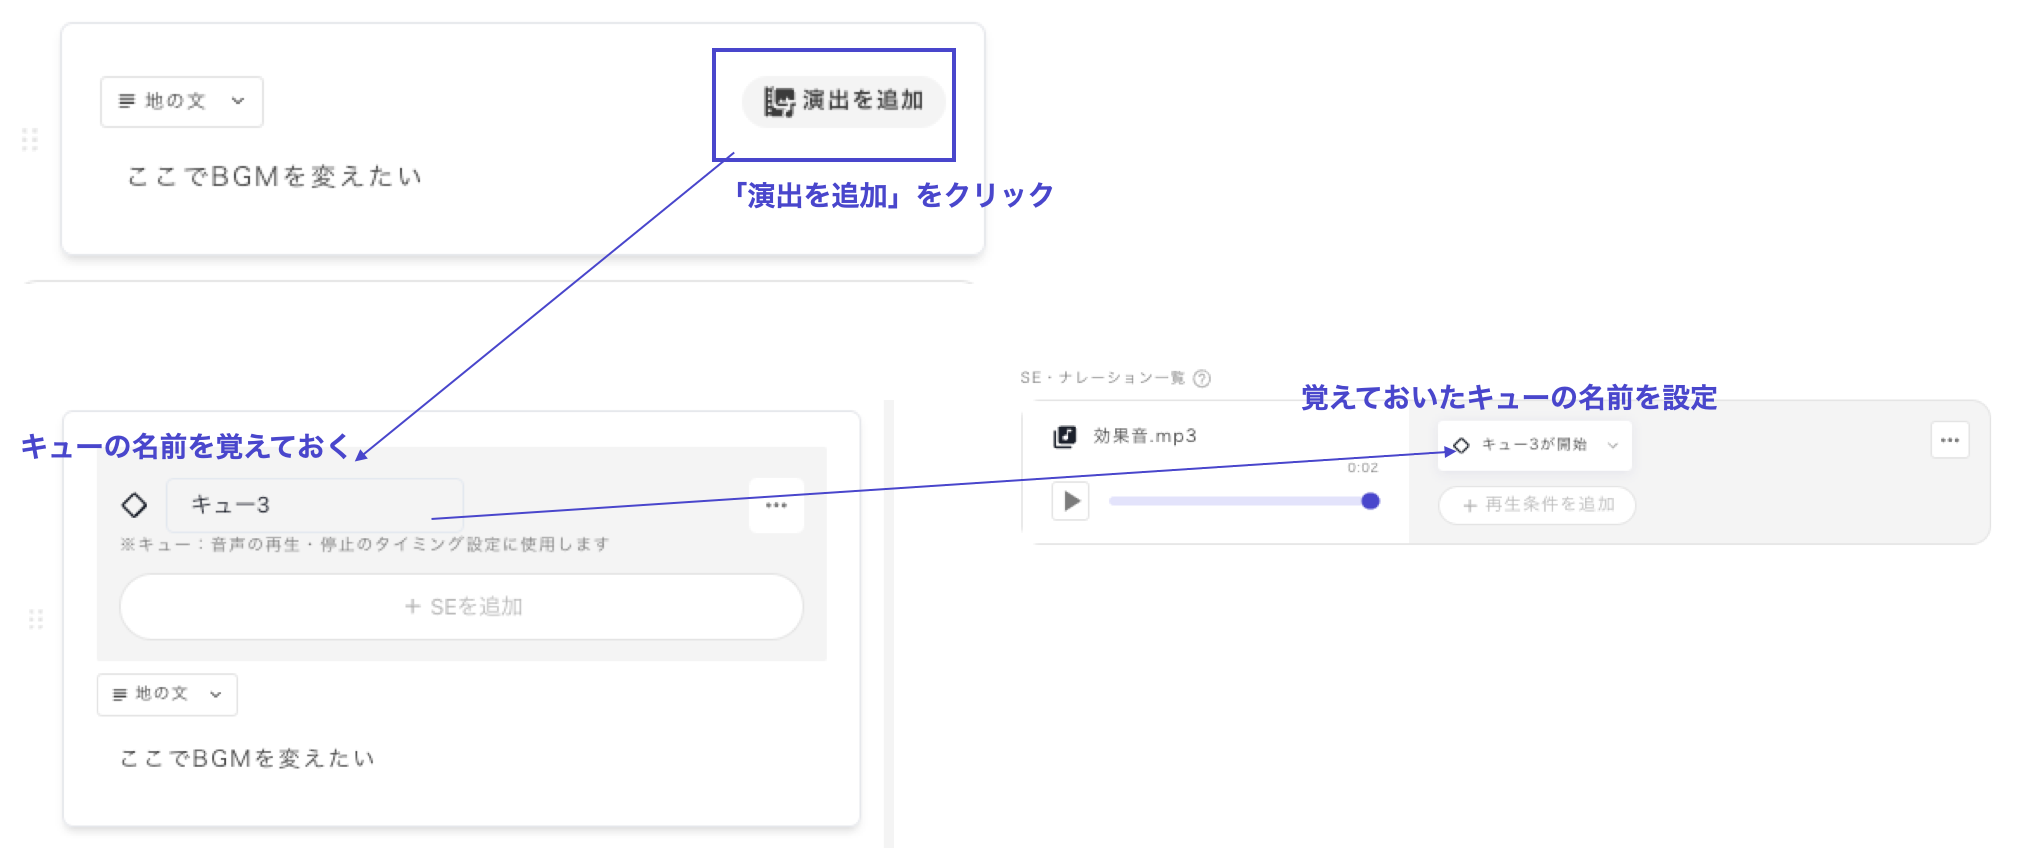 地の文
演出を追加
ここでBGMを変えたい
「演出を追加」をクリック
キューの名前を覚えておく
キュー3
※キュー：音声の再生・停止のタイミング設定に使用します
+ SEを追加
地の文
ここでBGMを変えたい
SE・ナレーション一覧 ?
覚えておいたキューの名前を設定
効果音.mp3
キュー3が開始
0:02
+ 再生条件を追加